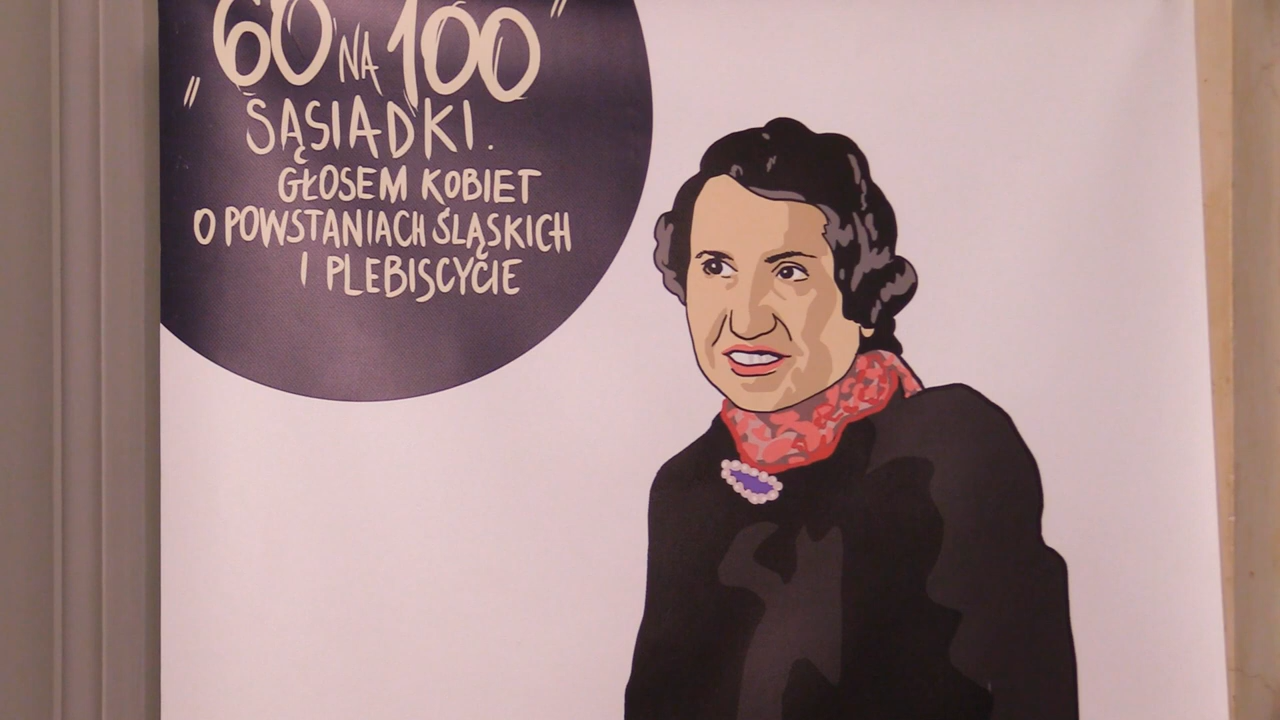 "60 NA 100"
"SĄSIADKI.
GŁOSEM KOBIET
O POWSTANIACH ŚLĄSKICH
I PLEBISCYCIE